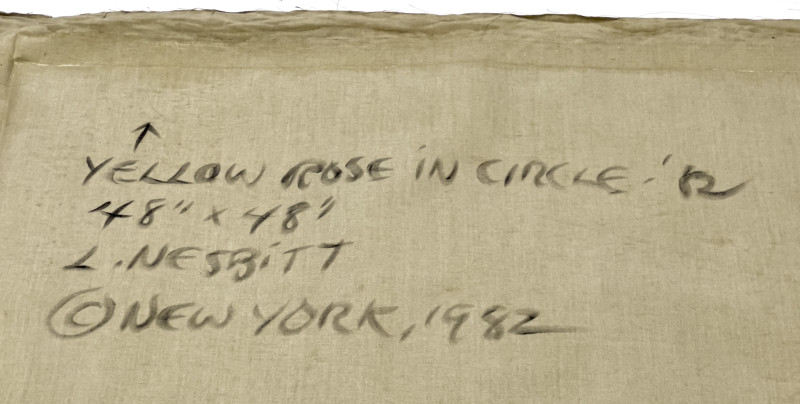 ↑
YELLOW ROSE IN CIRCLE - '82
48" x 48"
L. NESBITT
© NEW YORK, 1982